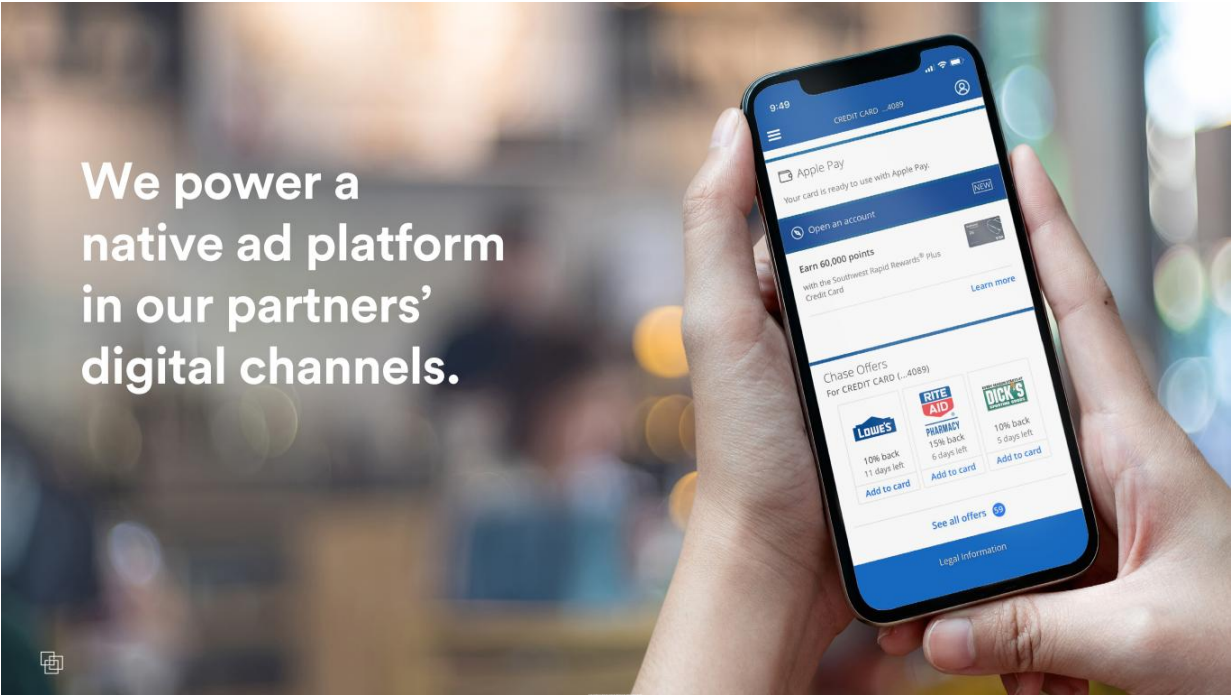 We power a
native ad platform
in our partners’
digital channels.
9:49
CREDIT CARD ...4089
Apple Pay
Your card is ready to use with Apple Pay.
Open an account
NEW
Earn 60,000 points
with the Southwest Rapid Rewards® Plus
Credit Card
Learn more
Chase Offers
For CREDIT CARD (...4089)
LOWE'S
10% back
11 days left
Add to card
RITE
AID
PHARMACY
15% back
6 days left
Add to card
DICK'S
SPORTING GOODS
10% back
5 days left
Add to card
See all offers 59
Legal Information